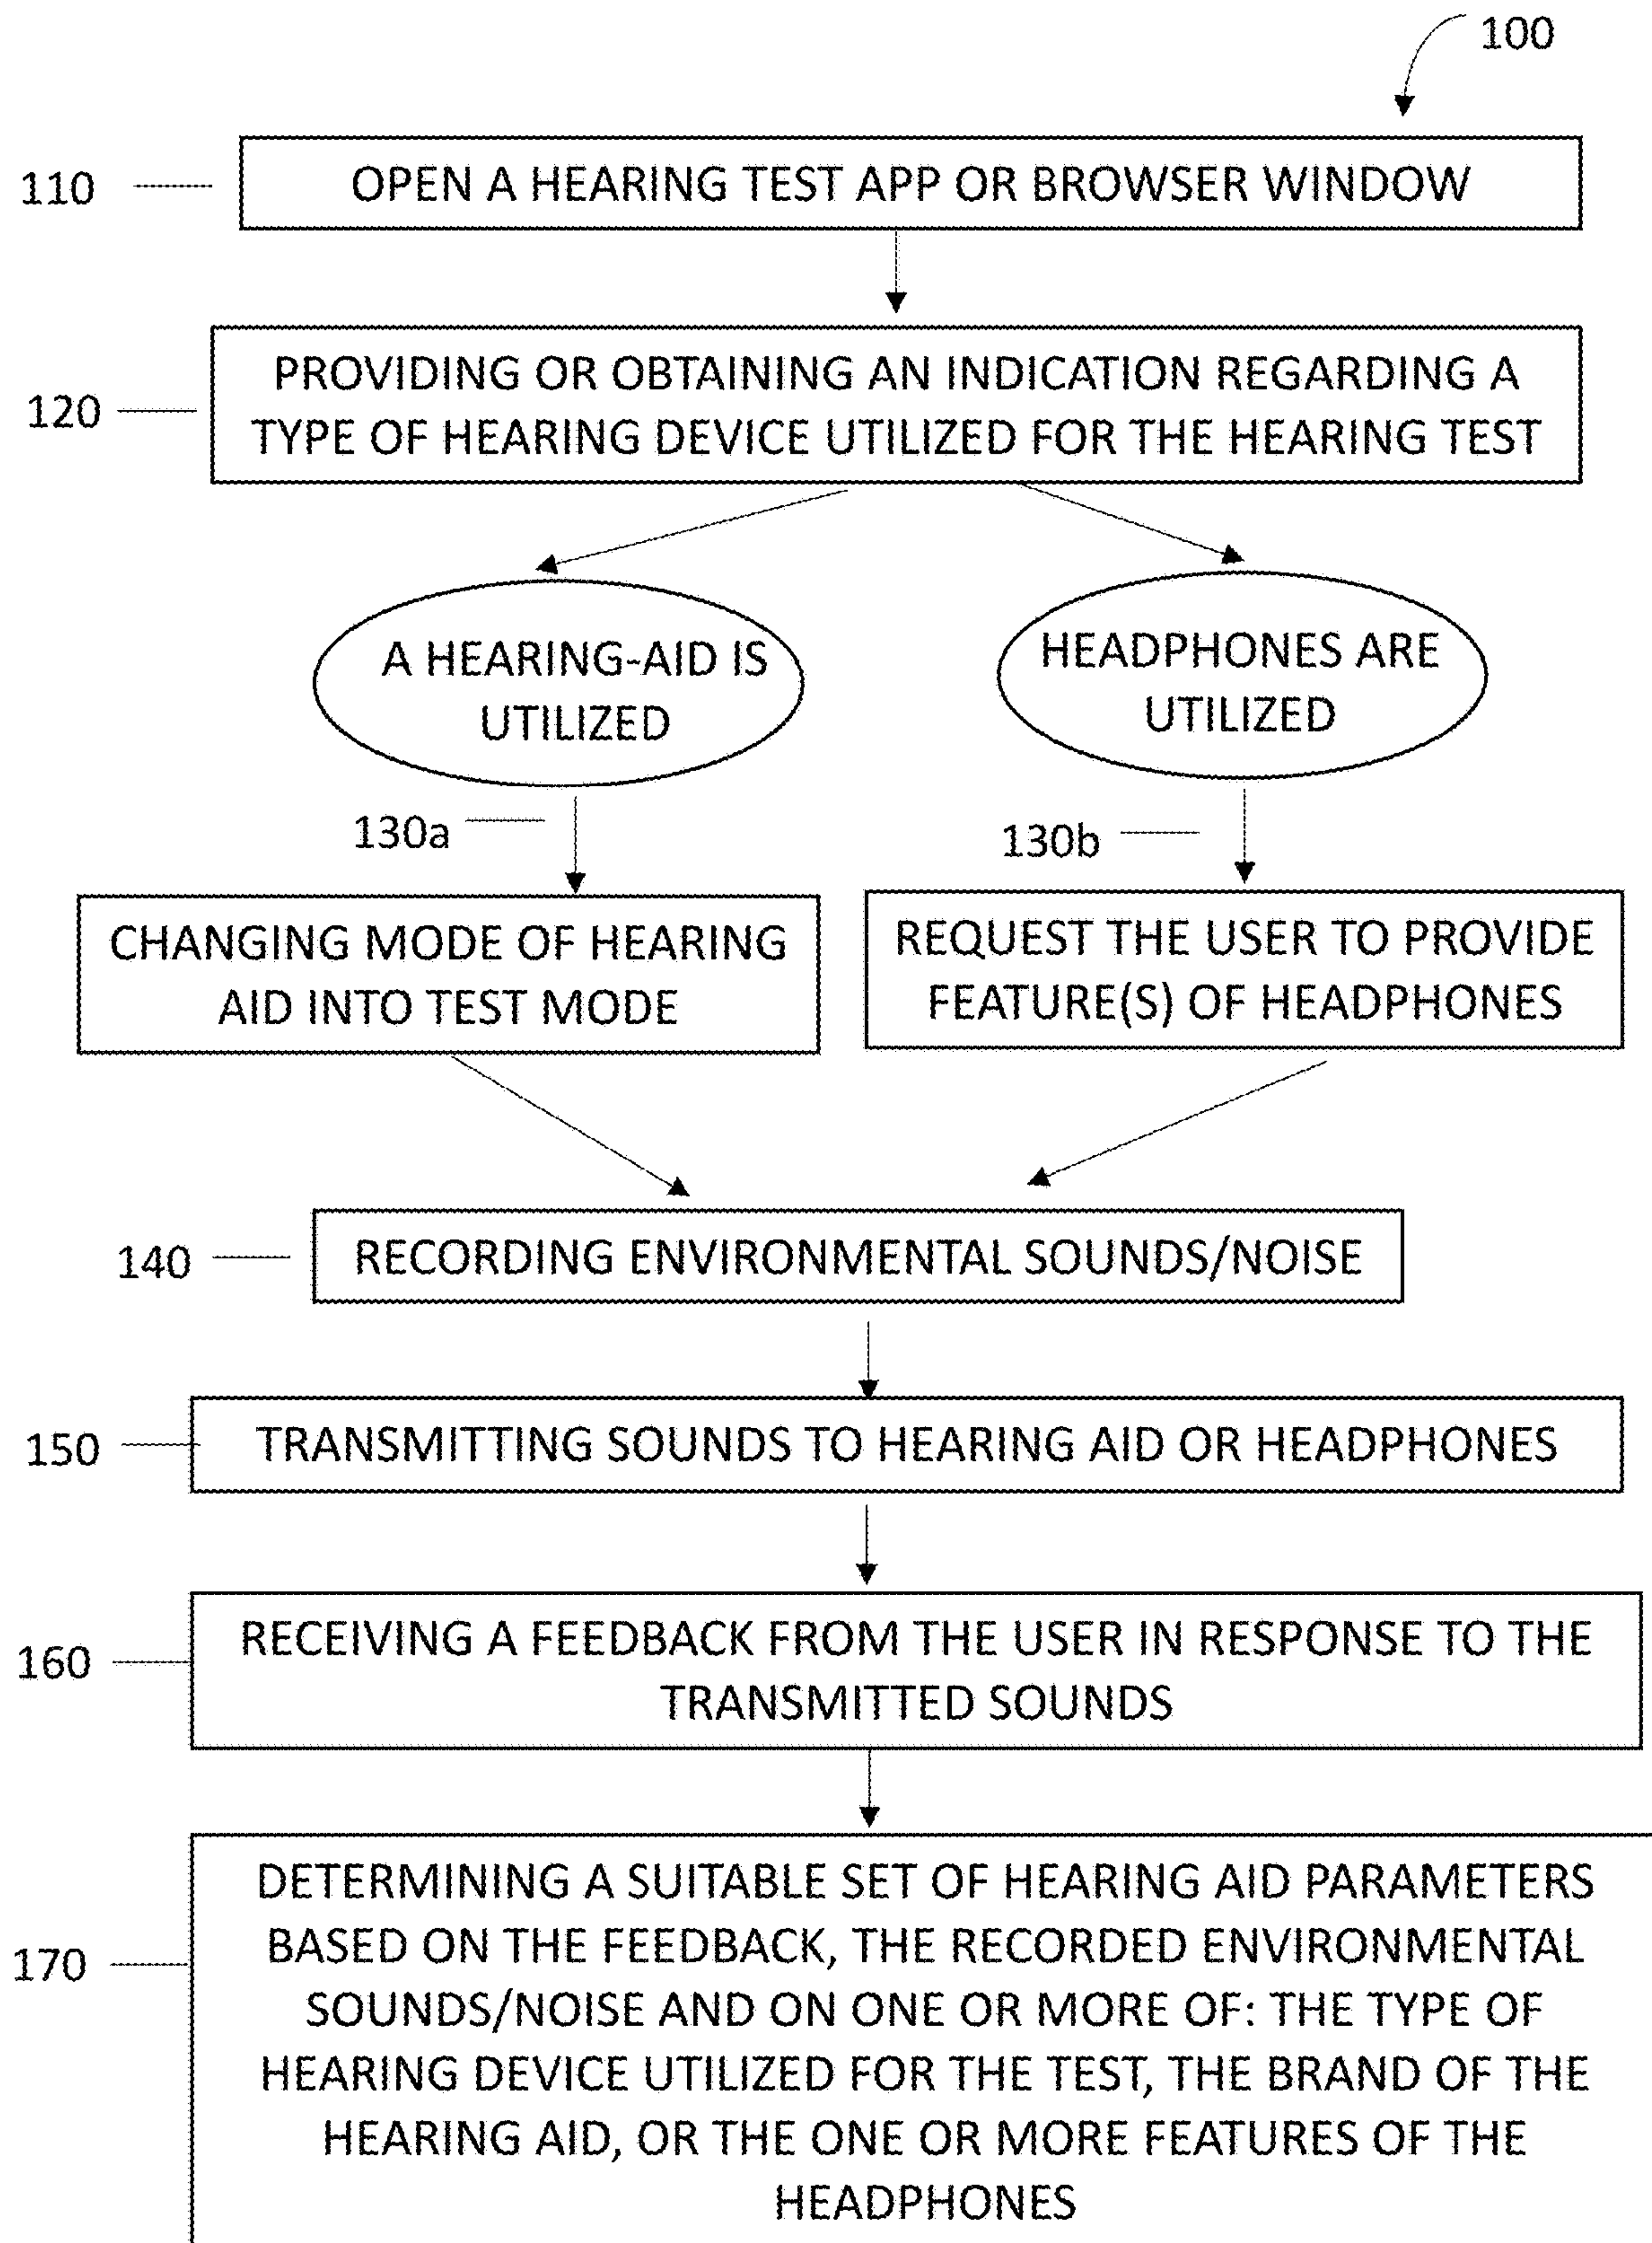 100
110
OPEN A HEARING TEST APP OR BROWSER WINDOW
120
PROVIDING OR OBTAINING AN INDICATION REGARDING A
TYPE OF HEARING DEVICE UTILIZED FOR THE HEARING TEST
A HEARING-AID IS
UTILIZED
HEADPHONES ARE
UTILIZED
130a
130b
CHANGING MODE OF HEARING
AID INTO TEST MODE
REQUEST THE USER TO PROVIDE
FEATURE(S) OF HEADPHONES
140
RECORDING ENVIRONMENTAL SOUNDS/NOISE
150
TRANSMITTING SOUNDS TO HEARING AID OR HEADPHONES
160
RECEIVING A FEEDBACK FROM THE USER IN RESPONSE TO THE
TRANSMITTED SOUNDS
170
DETERMINING A SUITABLE SET OF HEARING AID PARAMETERS
BASED ON THE FEEDBACK, THE RECORDED ENVIRONMENTAL
SOUNDS/NOISE AND ON ONE OR MORE OF: THE TYPE OF
HEARING DEVICE UTILIZED FOR THE TEST, THE BRAND OF THE
HEARING AID, OR THE ONE OR MORE FEATURES OF THE
HEADPHONES